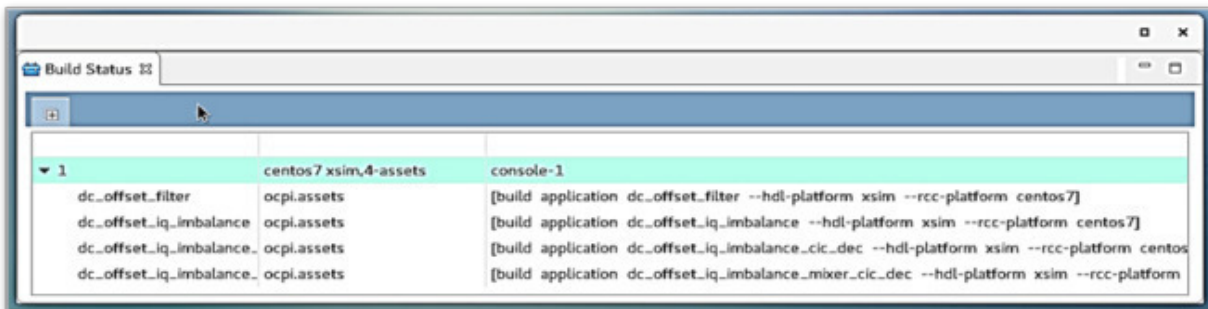 Build Status
1 centos7 xsim,4-assets console-1
dc_offset_filter ocpi.assets [build application dc_offset_filter --hdl-platform xsim --rcc-platform centos7]
dc_offset_iq_imbalance ocpi.assets [build application dc_offset_iq_imbalance --hdl-platform xsim --rcc-platform centos7]
dc_offset_iq_imbalance_ ocpi.assets [build application dc_offset_iq_imbalance_cic_dec --hdl-platform xsim --rcc-platform centos
dc_offset_iq_imbalance_ ocpi.assets [build application dc_offset_iq_imbalance_mixer_cic_dec --hdl-platform xsim --rcc-platform